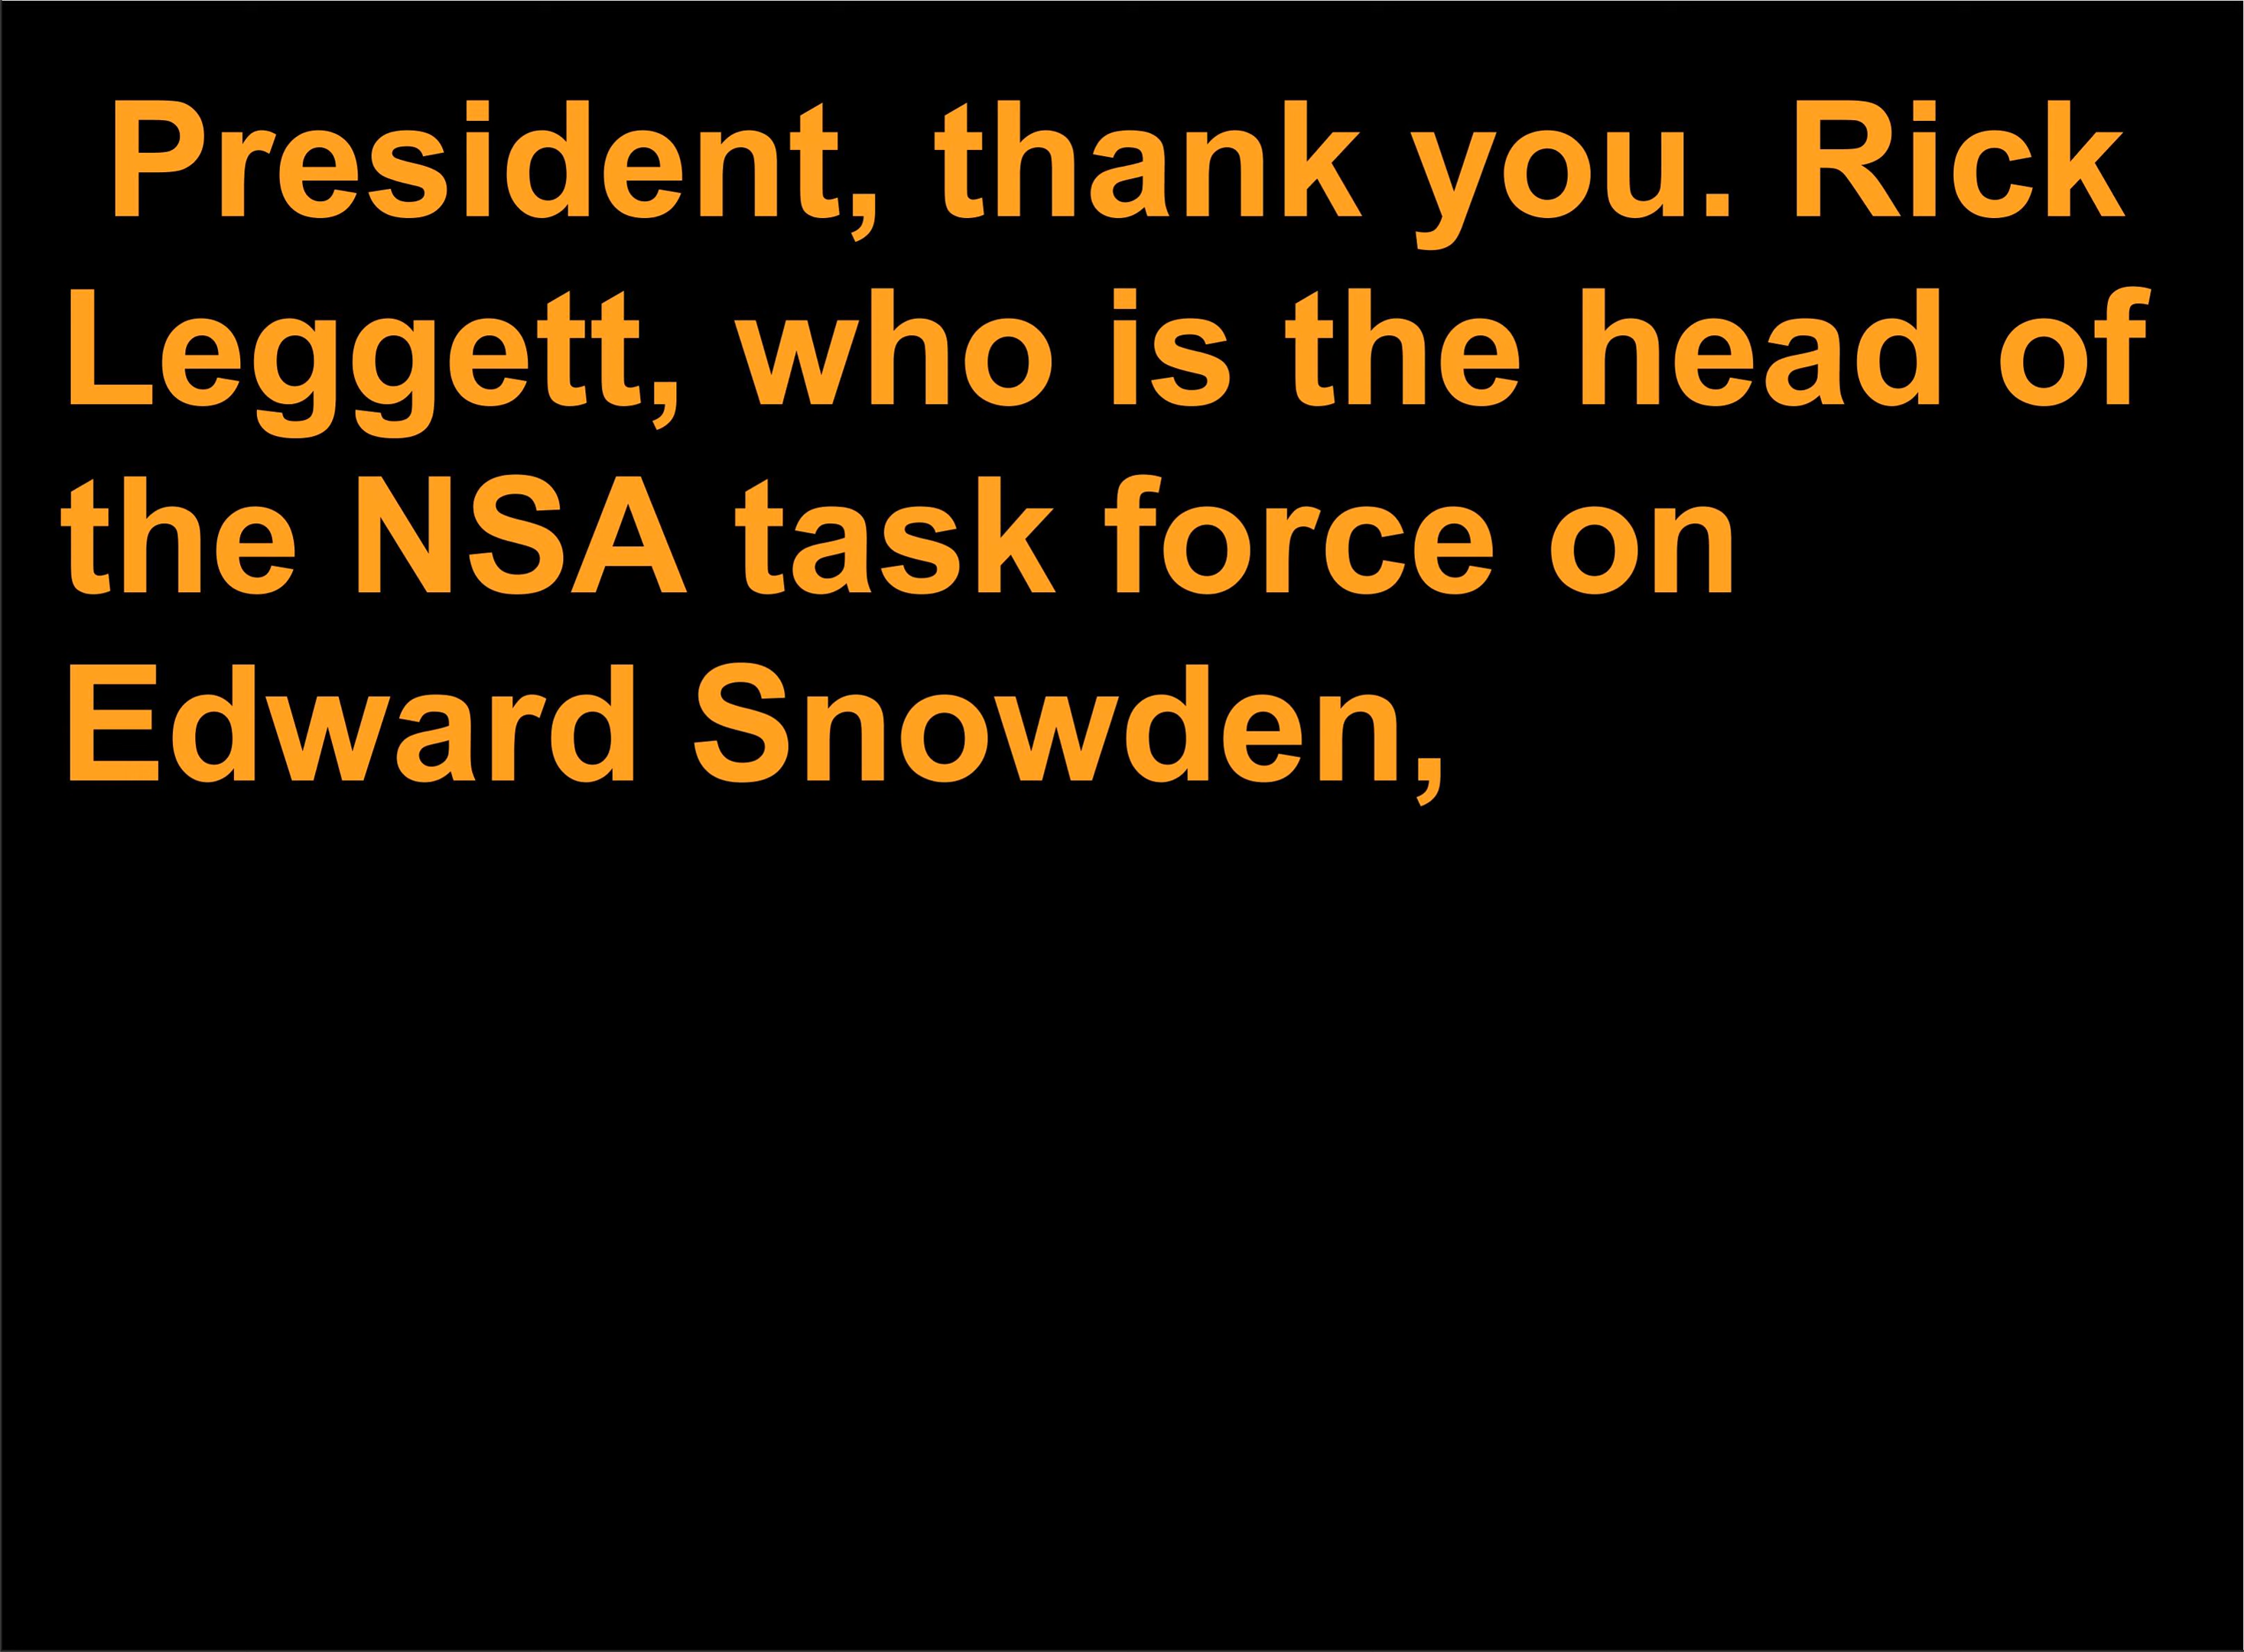 President, thank you. Rick
Leggett, who is the head of
the NSA task force on
Edward Snowden,